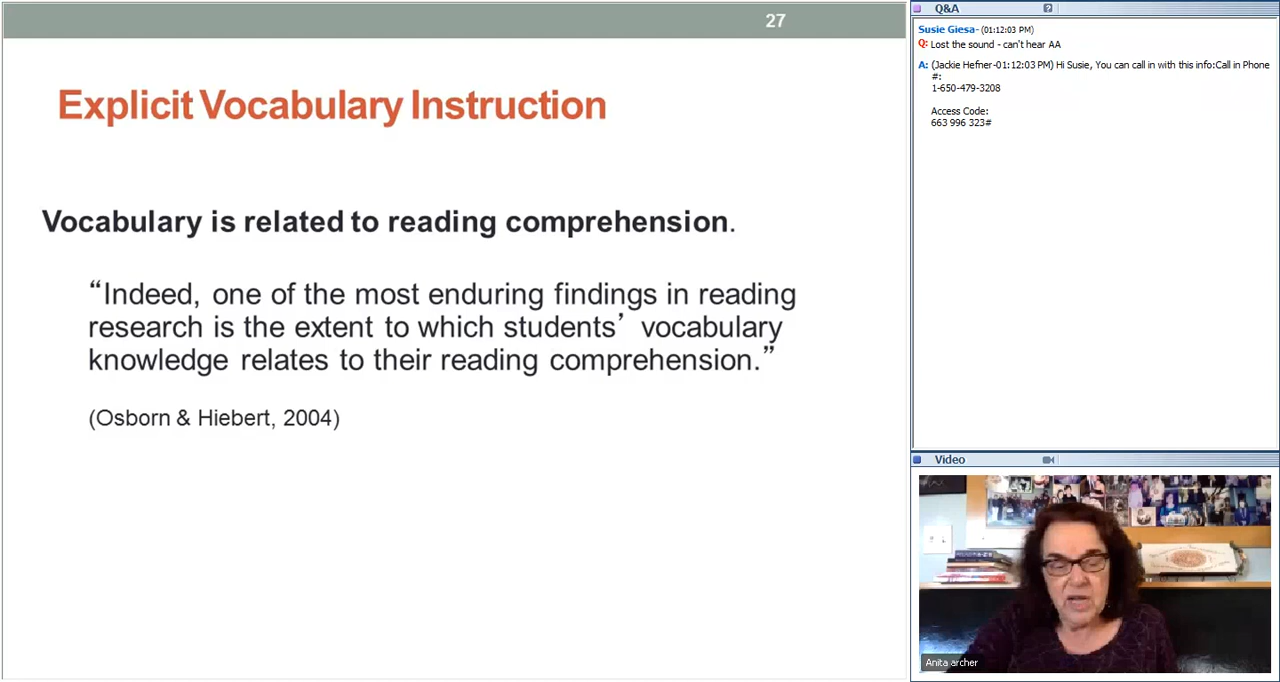 27
Explicit Vocabulary Instruction
Vocabulary is related to reading comprehension.
“Indeed, one of the most enduring findings in reading
research is the extent to which students’ vocabulary
knowledge relates to their reading comprehension.”
(Osborn & Hiebert, 2004)
Q&A
Susie Giesa- (01:12:03 PM)
Q: Lost the sound - can't hear AA
A: (Jackie Hefner-01:12:03 PM) Hi Susie, You can call in with this info:Call in Phone
#:
1-650-479-3208
Access Code:
663 996 323#
Video
Anita archer